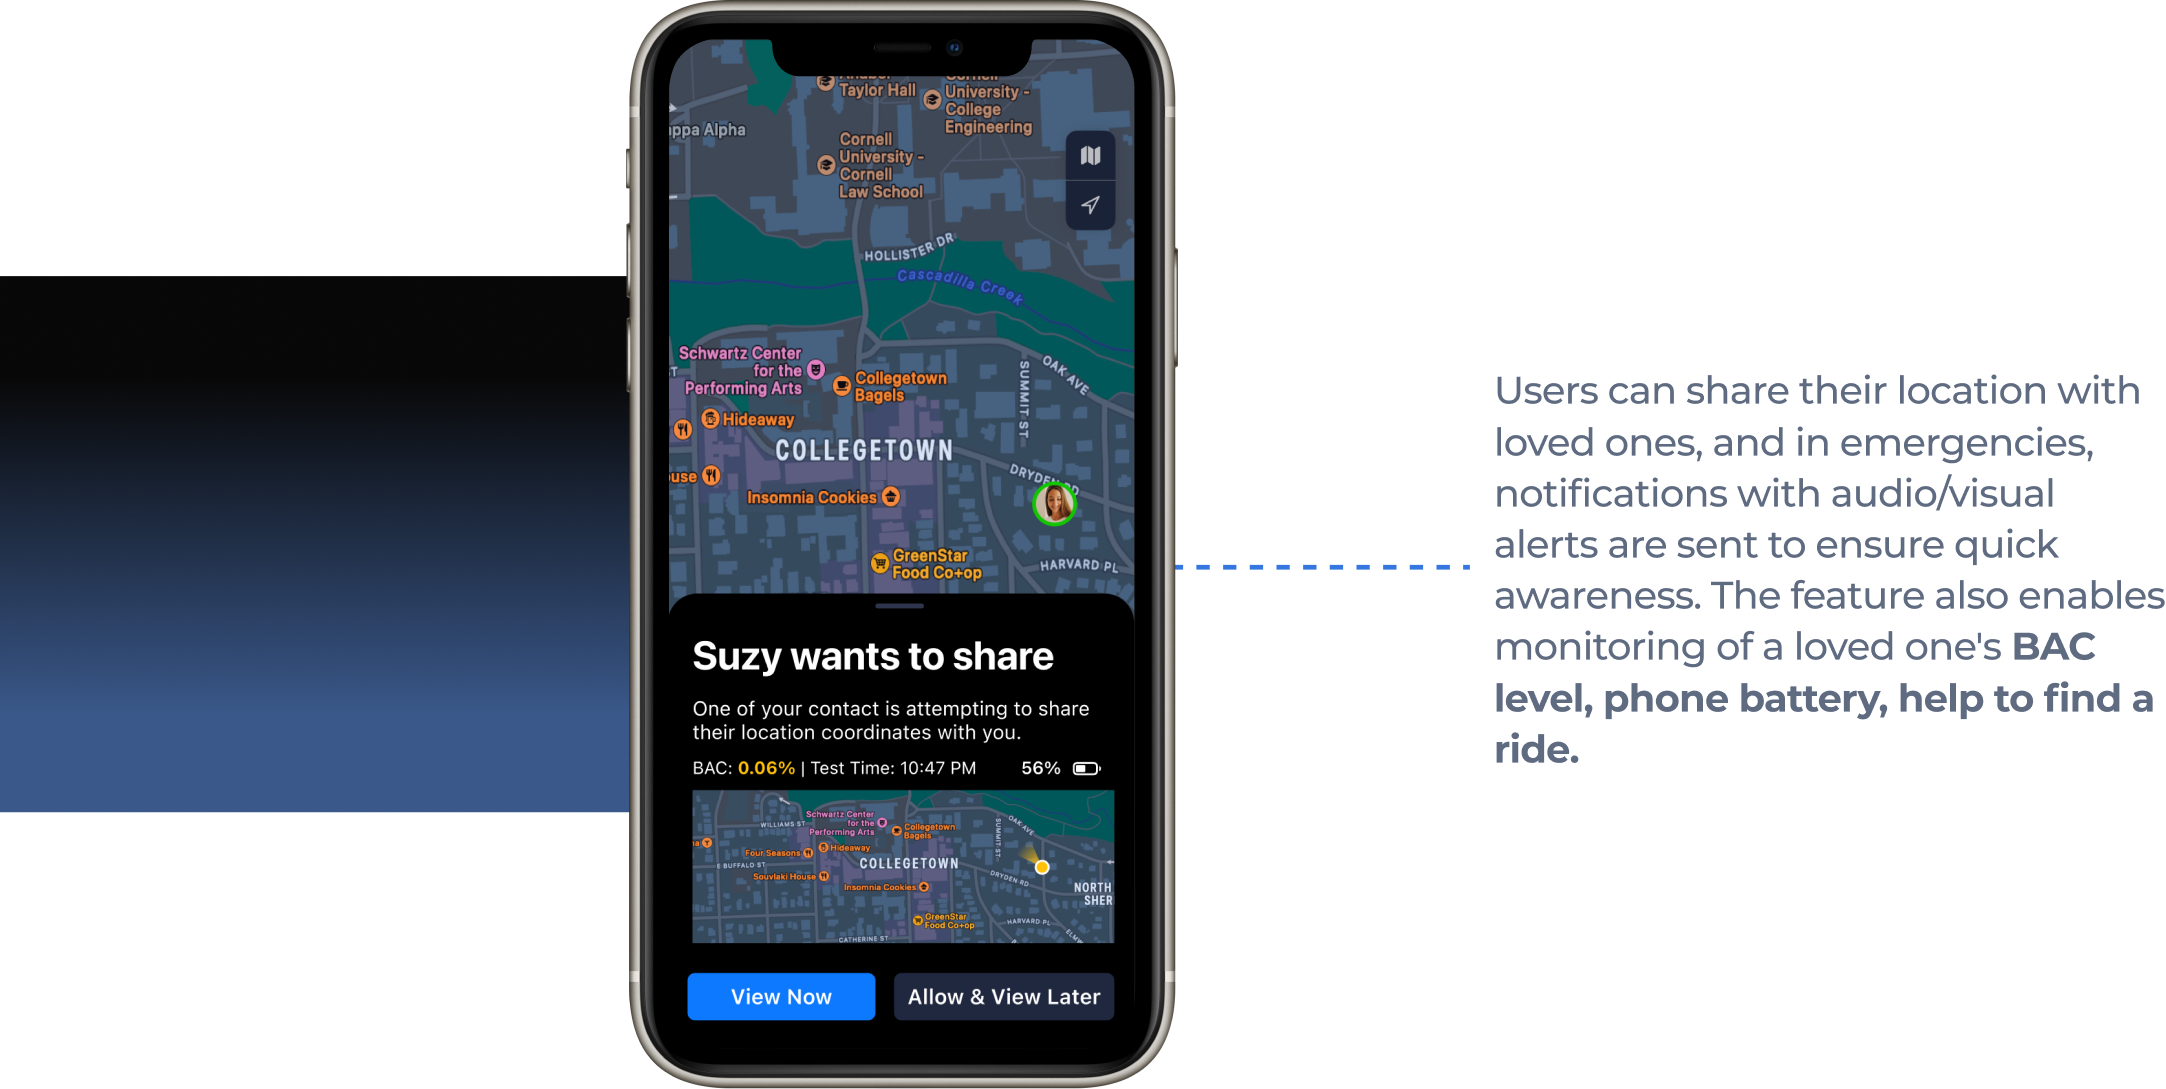 Taylor Hall
University -
College
Engineering
ppa Alpha
Cornell
University -
Cornell
Law School
HOLLISTER DR
Cascadilla Creek
Schwartz Center
for the
Performing Arts
ST
Collegetown
Bagels
OAK AVE
SUMMIT ST
Hideaway
COLLEGETOWN
DRYDEN RD
use
Insomnia Cookies
GreenStar
Food Co+op
HARVARD PL
Suzy wants to share
One of your contact is attempting to share
their location coordinates with you.
BAC: 0.06% | Test Time: 10:47 PM 56%
WILLIAMS ST
Schwartz Center
for the
Performing Arts
Collegetown
Bagels
SUMMIT ST
OAK AVE
a
Four Seasons
Hideaway
E BUFFALO ST
COLLEGETOWN
Souvlaki House
Insomnia Cookies
DRYDEN RD
NORTH
SHER
GreenStar
Food Co+op
HARVARD PL
CATHERINE ST
ELMW
View Now
Allow & View Later
Users can share their location with
loved ones, and in emergencies,
notifications with audio/visual
alerts are sent to ensure quick
awareness. The feature also enables
monitoring of a loved one's BAC
level, phone battery, help to find a
ride.